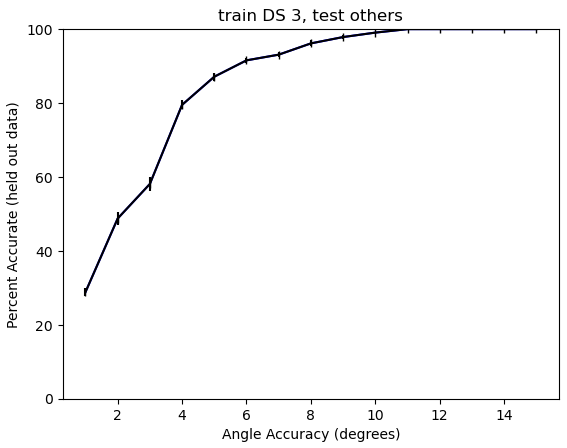 train DS 3, test others
100
80
60
40
20
0
Percent Accurate (held out data)
2 4 6 8 10 12 14
Angle Accuracy (degrees)